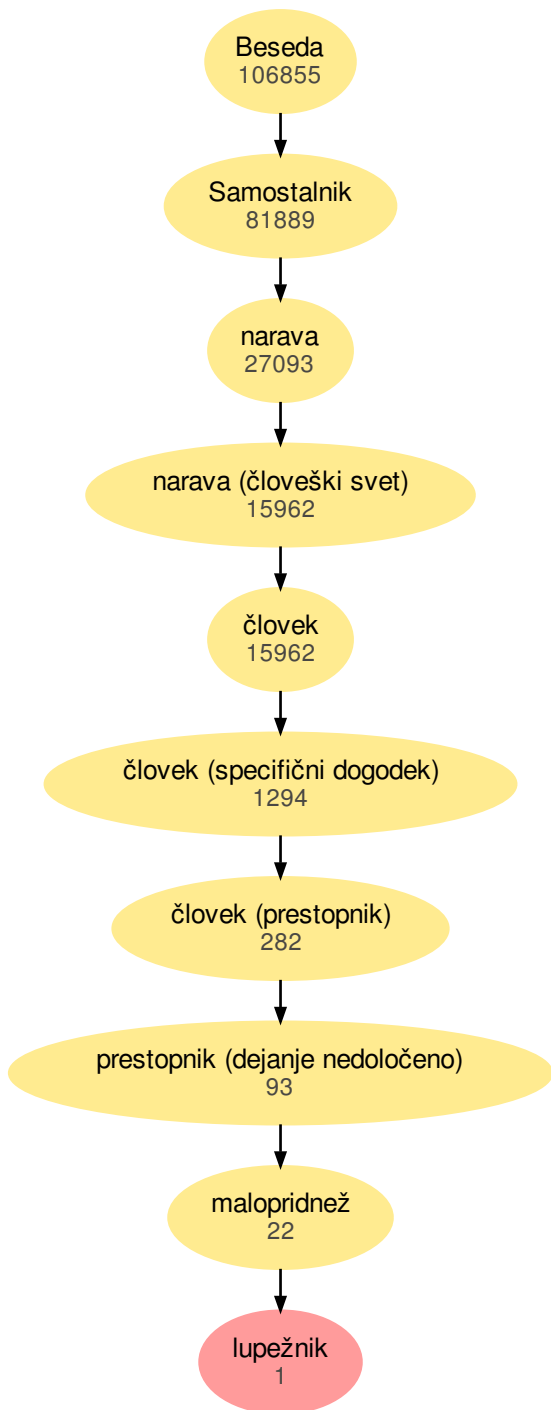 Beseda
106855
Samostalnik
81889
narava
27093
narava (človeški svet)
15962
človek
15962
človek (specifični dogodek)
1294
človek (prestopnik)
282
prestopnik (dejanje nedoločeno)
93
malopridnež
22
lupežnik
1